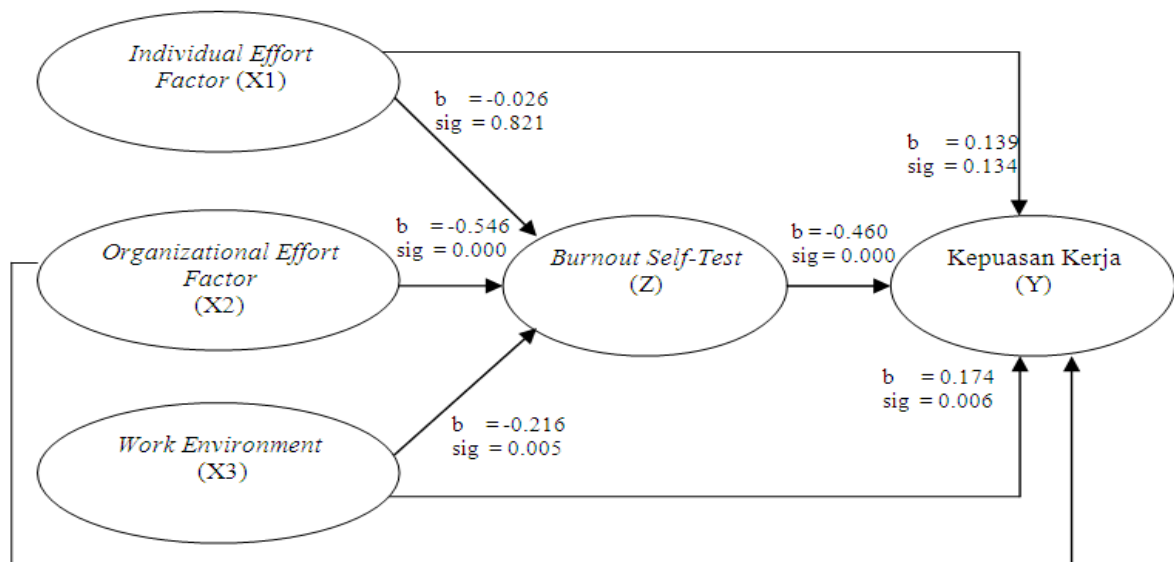 Individual Effort
Factor (X1)
b = -0.026
sig = 0.821
b = 0.139
sig = 0.134
Organizational Effort
Factor
(X2)
b = -0.546
sig = 0.000
Burnout Self-Test
(Z)
b = -0.460
sig = 0.000
Kepuasan Kerja
(Y)
Work Environment
(X3)
b = -0.216
sig = 0.005
b = 0.174
sig = 0.006